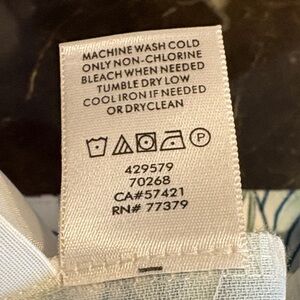 MACHINE WASH COLD
ONLY NON-CHLORINE
BLEACH WHEN NEEDED
TUMBLE DRY LOW
COOL IRON IF NEEDED
OR DRYCLEAN
P
429579
70268
CA#57421
RN# 77379